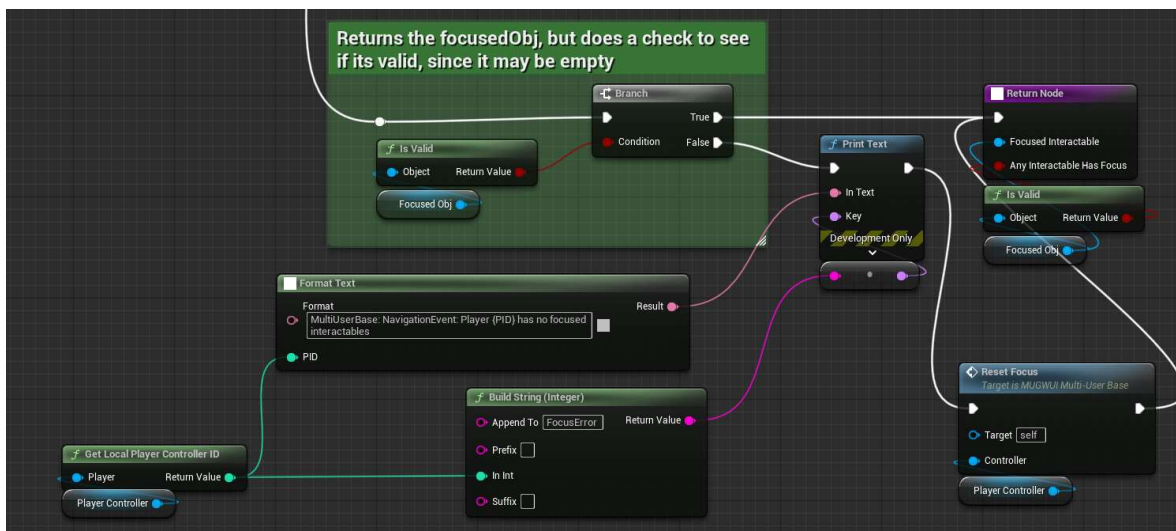 Returns the focusedObj, but does a check to see
if its valid, since it may be empty
Branch
True
Condition
False
f Is Valid
Object
Return Value
Focused Obj
f Print Text
In Text
Key
Development Only
Return Node
Focused Interactable
Any Interactable Has Focus
f Is Valid
Object
Return Value
Focused Obj
Format Text
Format
Result
MultiUserBase: NavigationEvent: Player {PID} has no focused
interactables
PID
f Build String (Integer)
Append To
FocusError
Return Value
Prefix
In Int
Suffix
f Get Local Player Controller ID
Player
Return Value
Player Controller
Reset Focus
Target is MUGWUI Multi-User Base
Target
self
Controller
Player Controller